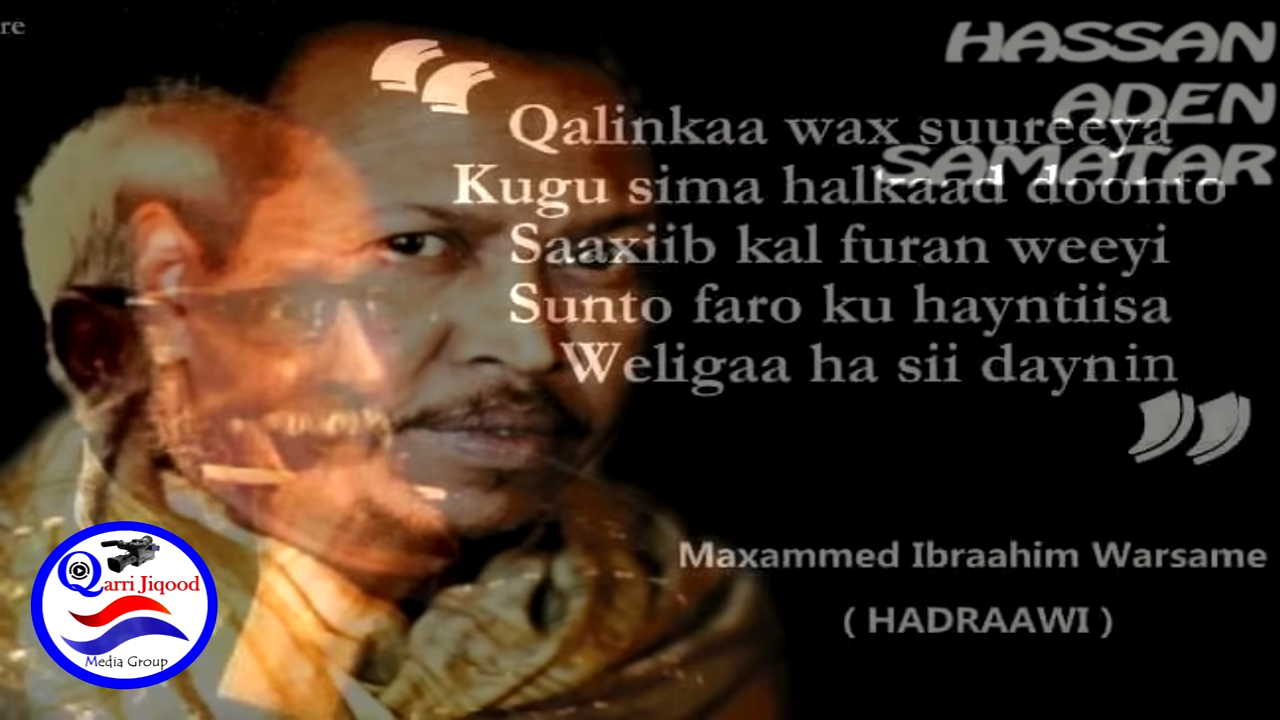 re
HASSAN
ADEN
SAMATAR
“
Qalinkaa wax suureeya
Kugu sima halkaad doonto
Saaxiib kal furan weeyi
Sunto faro ku hayntiisa
Weligaa ha sii daynin
”
Maxammed Ibraahim Warsame
( HADRAAWI )
Qarri Jiqood
Media Group